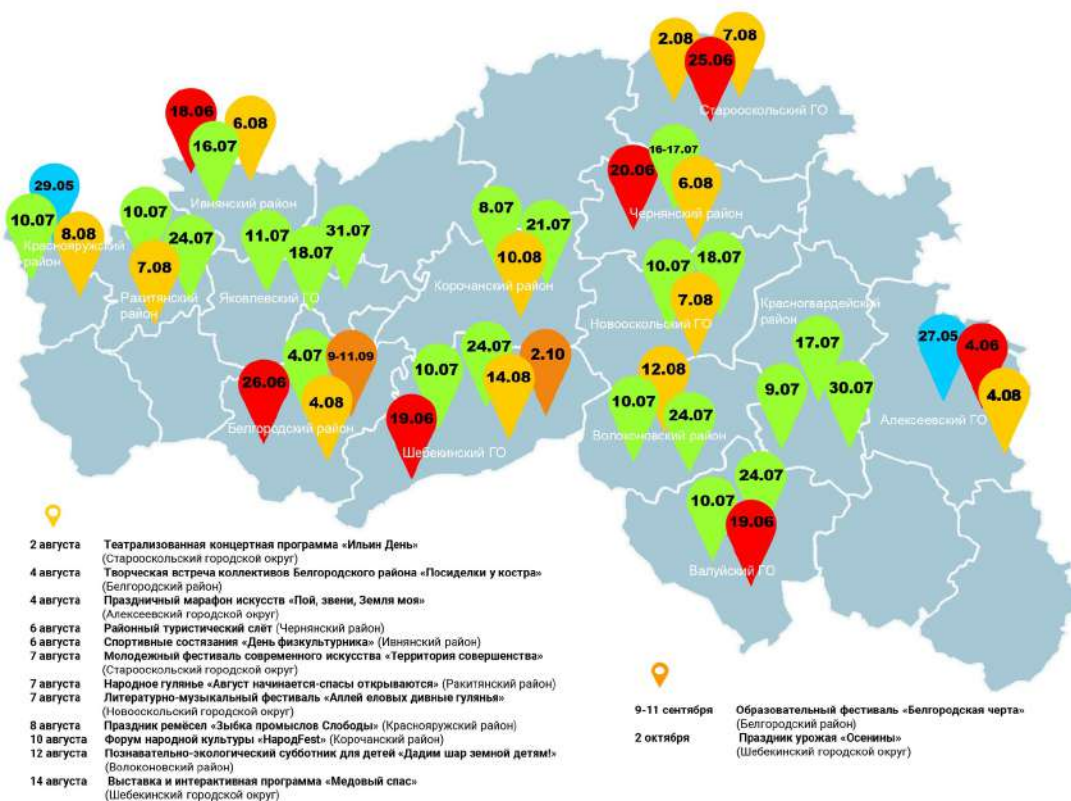 2.08
7.08
25.06
Старооскольский ГО
18.06
6.08
16.07
Ивнянский район
16-17.07
20.06
6.08
Чернянский район
29.05
10.07
8.08
Краснояружский
район
10.07
24.07
7.08
Ракитянский
район
11.07
18.07
31.07
Яковлевский ГО
8.07
21.07
10.08
Корочанский район
10.07
18.07
7.08
Новооскольский ГО
Красногвардейский
район
17.07
9.07
30.07
27.05
4.06
4.08
Алексеевский ГО
4.07
9-11.09
26.06
4.08
Белгородский район
24.07
2.10
10.07
14.08
19.06
Шебекинский ГО
12.08
10.07
24.07
Волоконовский район
24.07
10.07
19.06
Валуйский ГО
2 августа Театрализованная концертная программа «Ильин День»
(Старооскольский городской округ)
4 августа Творческая встреча коллективов Белгородского района «Посиделки у костра»
(Белгородский район)
4 августа Праздничный марафон искусств «Пой, звени, Земля моя»
(Алексеевский городской округ)
6 августа Районный туристический слёт (Чернянский район)
6 августа Спортивные состязания «День физкультурника» (Ивнянский район)
7 августа Молодежный фестиваль современного искусства «Территория совершенства»
(Старооскольский городской округ)
7 августа Народное гулянье «Август начинается-спасы открываются» (Ракитянский район)
7 августа Литературно-музыкальный фестиваль «Аллей еловых дивные гулянья»
(Новооскольский городской округ)
8 августа Праздник ремёсел «Зыбка промыслов Слободы» (Краснояружский район)
10 августа Форум народной культуры «НародFest» (Корочанский район)
12 августа Познавательно-экологический субботник для детей «Дадим шар земной детям!»
(Волоконовский район)
14 августа Выставка и интерактивная программа «Медовый спас»
(Шебекинский городской округ)
9-11 сентября Образовательный фестиваль «Белгородская черта»
(Белгородский район)
2 октября Праздник урожая «Осенины»
(Шебекинский городской округ)